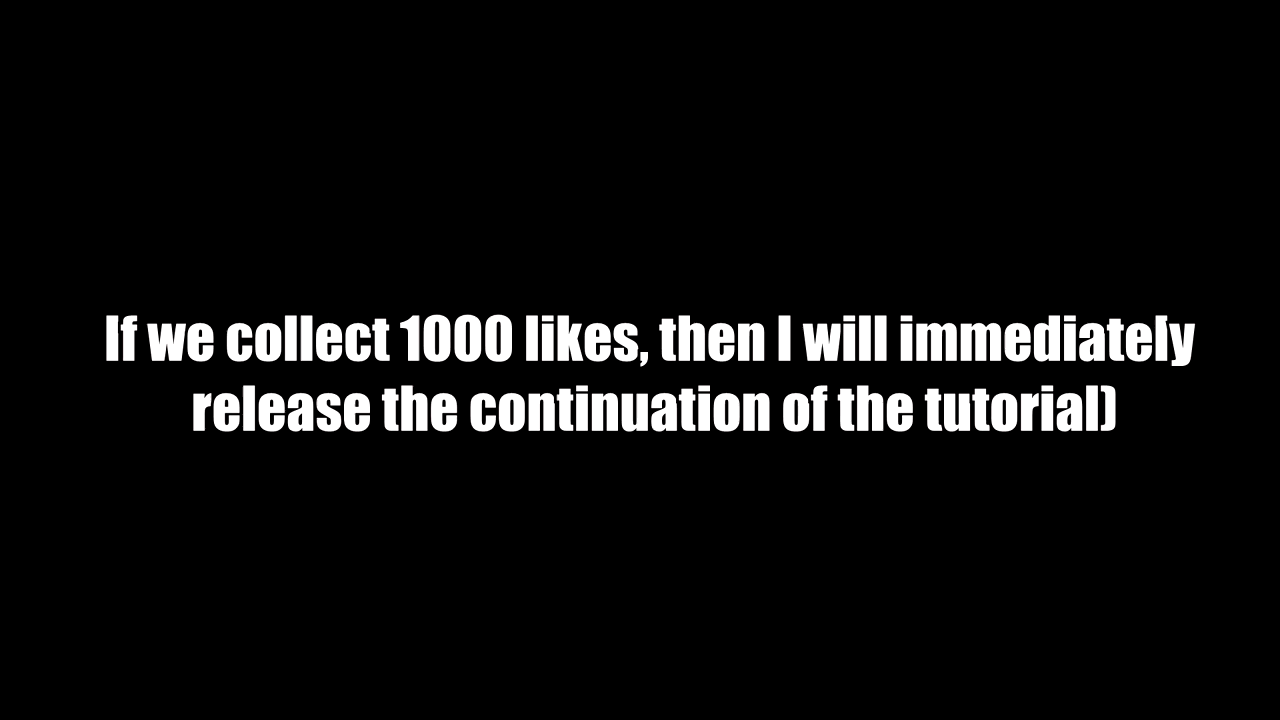 If we collect 1000 likes, then I will immediately
release the continuation of the tutorial)